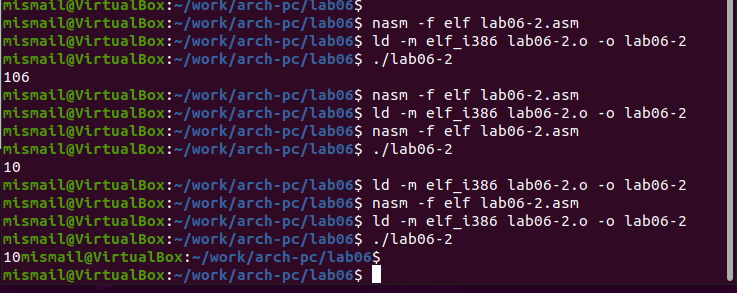 mismail@VirtualBox:~/work/arch-pc/lab06$
mismail@VirtualBox:~/work/arch-pc/lab06$ nasm -f elf lab06-2.asm
mismail@VirtualBox:~/work/arch-pc/lab06$ ld -m elf_i386 lab06-2.o -o lab06-2
mismail@VirtualBox:~/work/arch-pc/lab06$ ./lab06-2
106
mismail@VirtualBox:~/work/arch-pc/lab06$ nasm -f elf lab06-2.asm
mismail@VirtualBox:~/work/arch-pc/lab06$ ld -m elf_i386 lab06-2.o -o lab06-2
mismail@VirtualBox:~/work/arch-pc/lab06$ nasm -f elf lab06-2.asm
mismail@VirtualBox:~/work/arch-pc/lab06$ ./lab06-2
10
mismail@VirtualBox:~/work/arch-pc/lab06$ ld -m elf_i386 lab06-2.o -o lab06-2
mismail@VirtualBox:~/work/arch-pc/lab06$ nasm -f elf lab06-2.asm
mismail@VirtualBox:~/work/arch-pc/lab06$ ld -m elf_i386 lab06-2.o -o lab06-2
mismail@VirtualBox:~/work/arch-pc/lab06$ ./lab06-2
10mismail@VirtualBox:~/work/arch-pc/lab06$
mismail@VirtualBox:~/work/arch-pc/lab06$